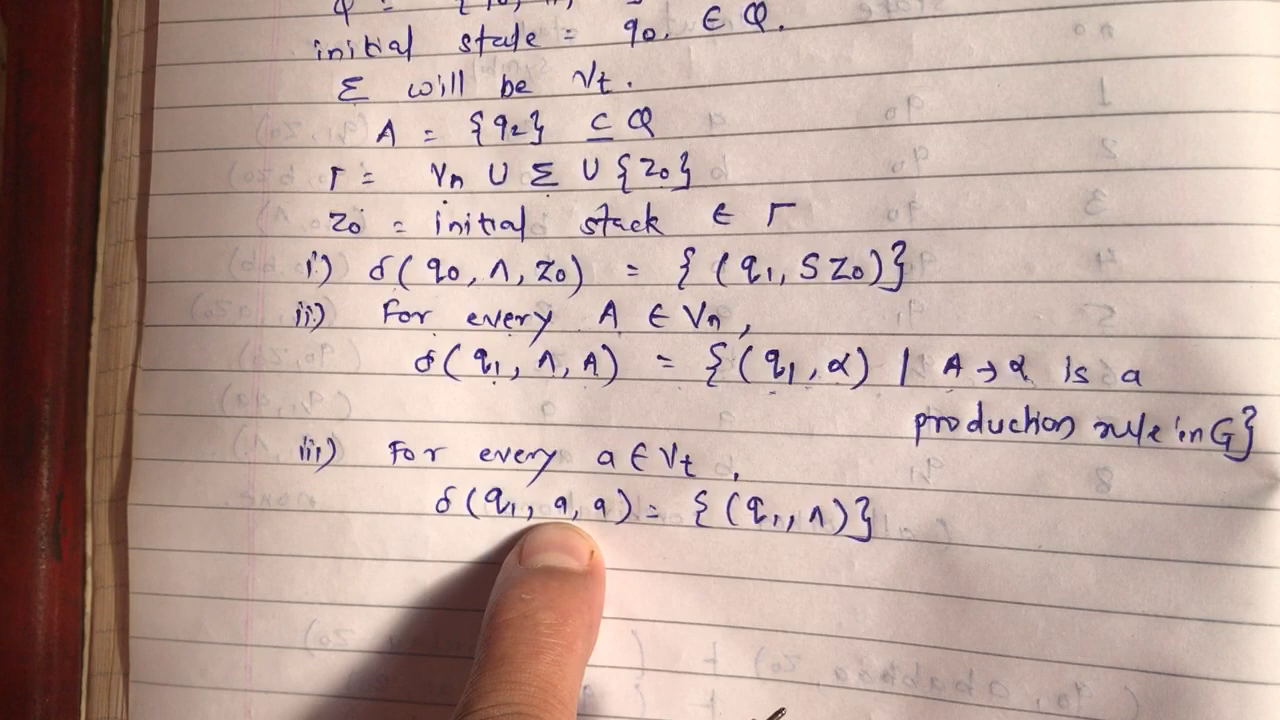 initial state = q0. ∈ Q.
Σ will be Vt.
A = {q2} ⊆ Q
Γ = Vn ∪ Σ ∪ {Z0}
Z0 = initial stack ∈ Γ
i) δ(q0, Λ, Z0) = {(q1, S Z0)}
ii) For every A ∈ Vn,
δ(q1, Λ, A) = {(q1, α) | A → α is a
production rule in G}
iii) For every a ∈ Vt,
δ(q1, a, a) = {(q1, Λ)}